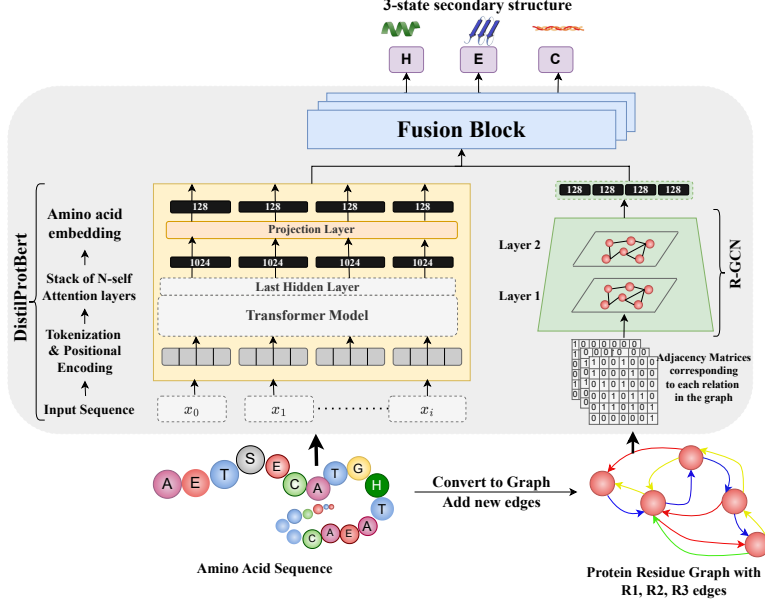 3-state secondary structure
H E C
Fusion Block
128 128 128 128
128 128 128 128
Projection Layer
1024 1024 1024 1024
Last Hidden Layer
Transformer Model
x0 x1 xi
DistilProtBert
Amino acid
embedding
Stack of N-self
Attention layers
Tokenization
& Positional
Encoding
Input Sequence
Layer 2
Layer 1
R-GCN
Adjacency Matrices
corresponding
to each relation
in the graph
A E T S E C A T G H T A E A C
Amino Acid Sequence
Convert to Graph
Add new edges
Protein Residue Graph with
R1, R2, R3 edges